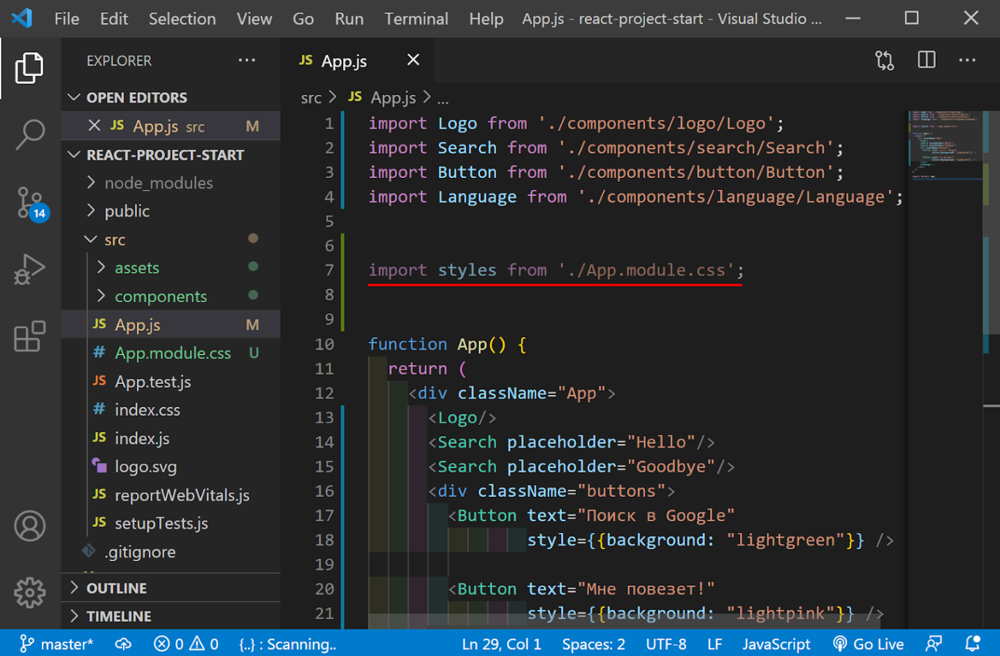 File Edit Selection View Go Run Terminal Help App.js - react-project-start - Visual Studio ...
EXPLORER ...
OPEN EDITORS
JS App.js src M
REACT-PROJECT-START
node_modules
public
src
assets
components
JS App.js M
# App.module.css U
JS App.test.js
# index.css
JS index.js
logo.svg
JS reportWebVitals.js
JS setupTests.js
.gitignore
OUTLINE
TIMELINE
14
JS App.js
src > JS App.js > ...
1 import Logo from './components/logo/Logo';
2 import Search from './components/search/Search';
3 import Button from './components/button/Button';
4 import Language from './components/language/Language';
5
6
7 import styles from './App.module.css';
8
9
10 function App() {
11 return (
12 <div className="App">
13 <Logo/>
14 <Search placeholder="Hello"/>
15 <Search placeholder="Goodbye"/>
16 <div className="buttons">
17 <Button text="Поиск в Google"
18 style={{background: "lightgreen"}} />
19
20 <Button text="Мне повезет!"
21 style={{background: "lightpink"}} />
master* 0 0 {..} : Scanning.. Ln 29, Col 1 Spaces: 2 UTF-8 LF JavaScript Go Live